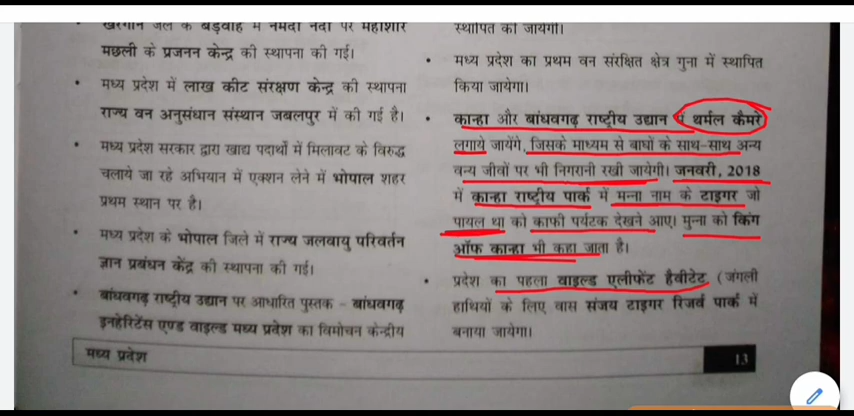 खरगोन जिले के बड़वाह में नर्मदा नदी पर महाशीर
मछली के प्रजनन केन्द्र की स्थापना की गई।
• मध्य प्रदेश में लाख कीट संरक्षण केन्द्र की स्थापना
राज्य वन अनुसंधान संस्थान जबलपुर में की गई है।
• मध्य प्रदेश सरकार द्वारा खाद्य पदार्थों में मिलावट के विरुद्ध
चलाये जा रहे अभियान में एक्शन लेने में भोपाल शहर
प्रथम स्थान पर है।
• मध्य प्रदेश के भोपाल जिले में राज्य जलवायु परिवर्तन
ज्ञान प्रबंधन केंद्र की स्थापना की गई।
• बांधवगढ़ राष्ट्रीय उद्यान पर आधारित पुस्तक – बांधवगढ़
इनहेरिटेंस एण्ड वाइल्ड मध्य प्रदेश का विमोचन केन्द्रीय
स्थापित की जायेगी।
• मध्य प्रदेश का प्रथम वन संरक्षित क्षेत्र गुना में स्थापित
किया जायेगा।
• कान्हा और बांधवगढ़ राष्ट्रीय उद्यान में थर्मल कैमरे
लगाये जायेंगे, जिसके माध्यम से बाघों के साथ-साथ अन्य
वन्य जीवों पर भी निगरानी रखी जायेगी। जनवरी, 2018
में कान्हा राष्ट्रीय पार्क में मन्ना नाम के टाइगर जो
पायल था को काफी पर्यटक देखने आए। मुन्ना को किंग
ऑफ कान्हा भी कहा जाता है।
• प्रदेश का पहला वाइल्ड एलीफेंट हैवीटेट (जंगली
हाथियों के लिए वास संजय टाइगर रिजर्व पार्क में
बनाया जायेगा।
मध्य प्रदेश
13